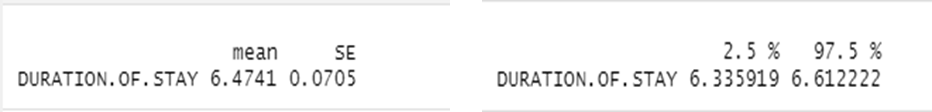 mean SE
DURATION.OF.STAY 6.4741 0.0705
2.5 % 97.5 %
DURATION.OF.STAY 6.335919 6.612222